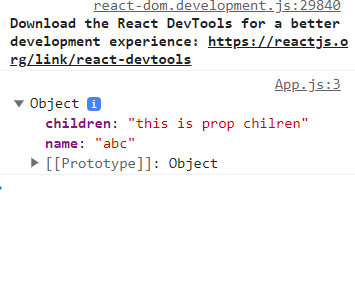 react-dom.development.js:29840
Download the React DevTools for a better
development experience: https://reactjs.o
rg/link/react-devtools
App.js:3
▼ Object i
children: "this is prop chilren"
name: "abc"
▶ [[Prototype]]: Object